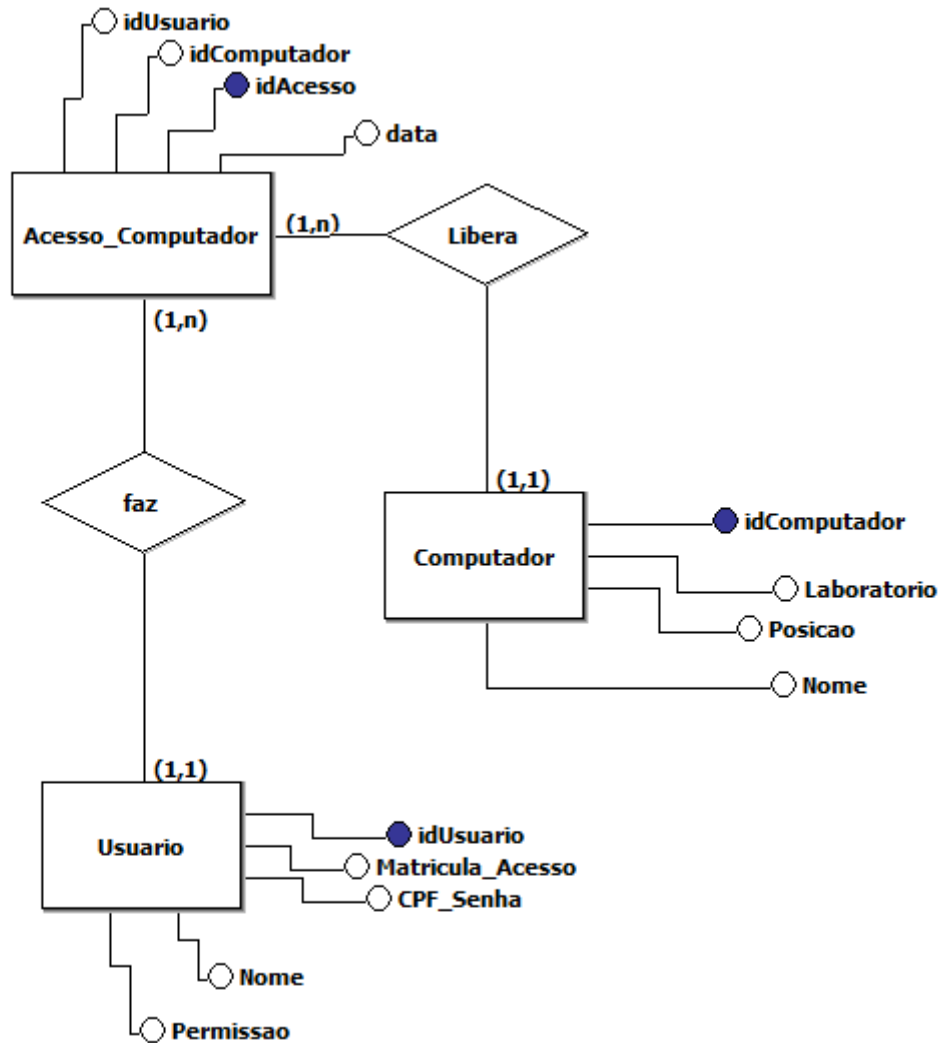 idUsuario
idComputador
idAcesso
data
Acesso_Computador
(1,n)
Libera
(1,n)
faz
(1,1)
Computador
idComputador
Laboratorio
Posicao
Nome
(1,1)
Usuario
idUsuario
Matricula_Acesso
CPF_Senha
Nome
Permissao